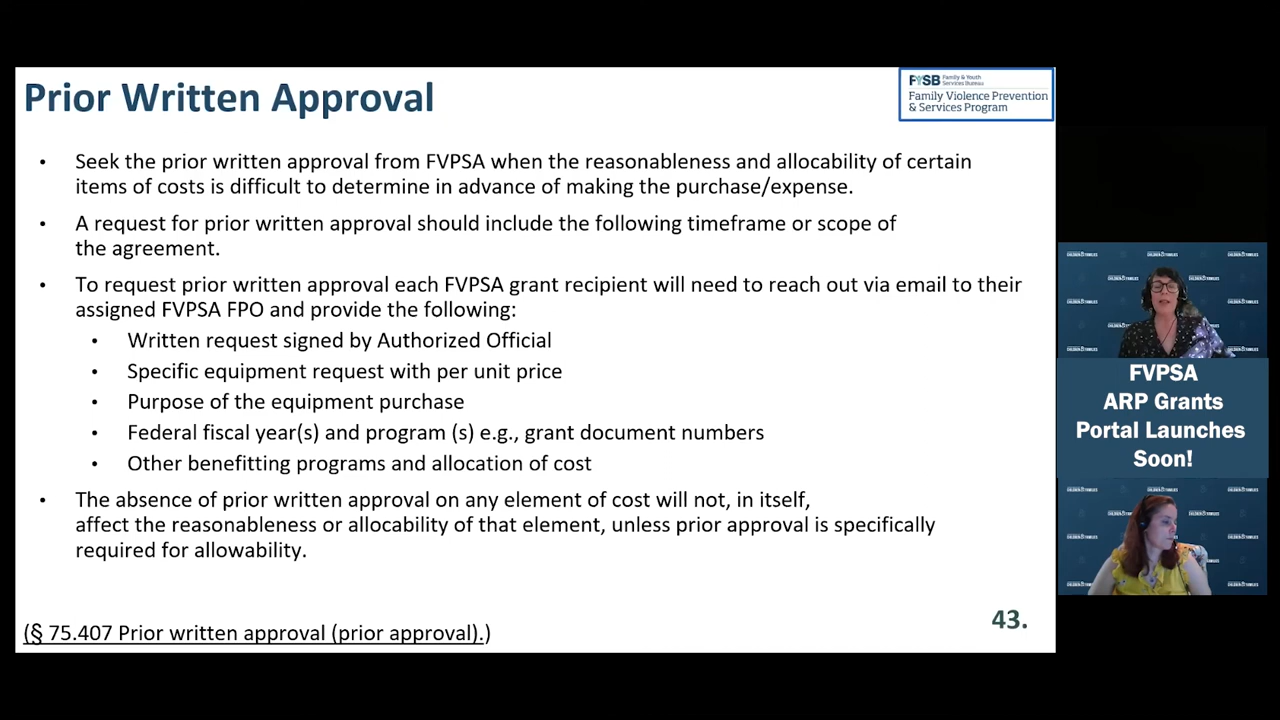 Prior Written Approval
FYSB Family & Youth
Services Bureau
Family Violence Prevention
& Services Program
• Seek the prior written approval from FVPSA when the reasonableness and allocability of certain
items of costs is difficult to determine in advance of making the purchase/expense.
• A request for prior written approval should include the following timeframe or scope of
the agreement.
• To request prior written approval each FVPSA grant recipient will need to reach out via email to their
assigned FVPSA FPO and provide the following:
• Written request signed by Authorized Official
• Specific equipment request with per unit price
• Purpose of the equipment purchase
• Federal fiscal year(s) and program (s) e.g., grant document numbers
• Other benefitting programs and allocation of cost
• The absence of prior written approval on any element of cost will not, in itself,
affect the reasonableness or allocability of that element, unless prior approval is specifically
required for allowability.
(§ 75.407 Prior written approval (prior approval).)
43.
FVPSA
ARP Grants
Portal Launches
Soon!